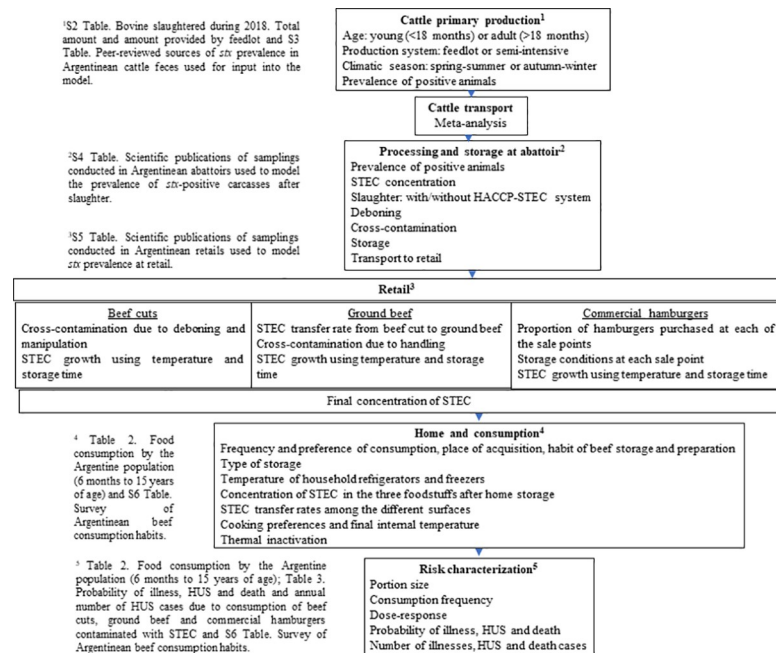 Cattle primary production¹
Age: young (<18 months) or adult (>18 months)
Production system: feedlot or semi-intensive
Climatic season: spring-summer or autumn-winter
Prevalence of positive animals
¹S2 Table. Bovine slaughtered during 2018. Total
amount and amount provided by feedlot and S3
Table. Peer-reviewed sources of stx prevalence in
Argentinean cattle feces used for input into the
model.
Cattle transport
Meta-analysis
Processing and storage at abattoir²
Prevalence of positive animals
STEC concentration
Slaughter: with/without HACCP-STEC system
Deboning
Cross-contamination
Storage
Transport to retail
²S4 Table. Scientific publications of samplings
conducted in Argentinean abattoirs used to model
the prevalence of stx-positive carcasses after
slaughter.
³S5 Table. Scientific publications of samplings
conducted in Argentinean retails used to model
stx prevalence at retail.
Retail³
Beef cuts
Cross-contamination due to deboning and
manipulation
STEC growth using temperature and
storage time
Ground beef
STEC transfer rate from beef cut to ground beef
Cross-contamination due to handling
STEC growth using temperature and storage
time
Commercial hamburgers
Proportion of hamburgers purchased at each of
the sale points
Storage conditions at each sale point
STEC growth using temperature and storage time
Final concentration of STEC
Home and consumption⁴
Frequency and preference of consumption, place of acquisition, habit of beef storage and preparation
Type of storage
Temperature of household refrigerators and freezers
Concentration of STEC in the three foodstuffs after home storage
STEC transfer rates among the different surfaces
Cooking preferences and final internal temperature
Thermal inactivation
⁴ Table 2. Food
consumption by the
Argentine population
(6 months to 15 years
of age) and S6 Table.
Survey of
Argentinean beef
consumption habits.
Risk characterization⁵
Portion size
Consumption frequency
Dose-response
Probability of illness, HUS and death
Number of illnesses, HUS and death cases
⁵ Table 2. Food consumption by the Argentine
population (6 months to 15 years of age); Table 3.
Probability of illness, HUS and death and annual
number of HUS cases due to consumption of beef
cuts, ground beef and commercial hamburgers
contaminated with STEC and S6 Table. Survey of
Argentinean beef consumption habits.